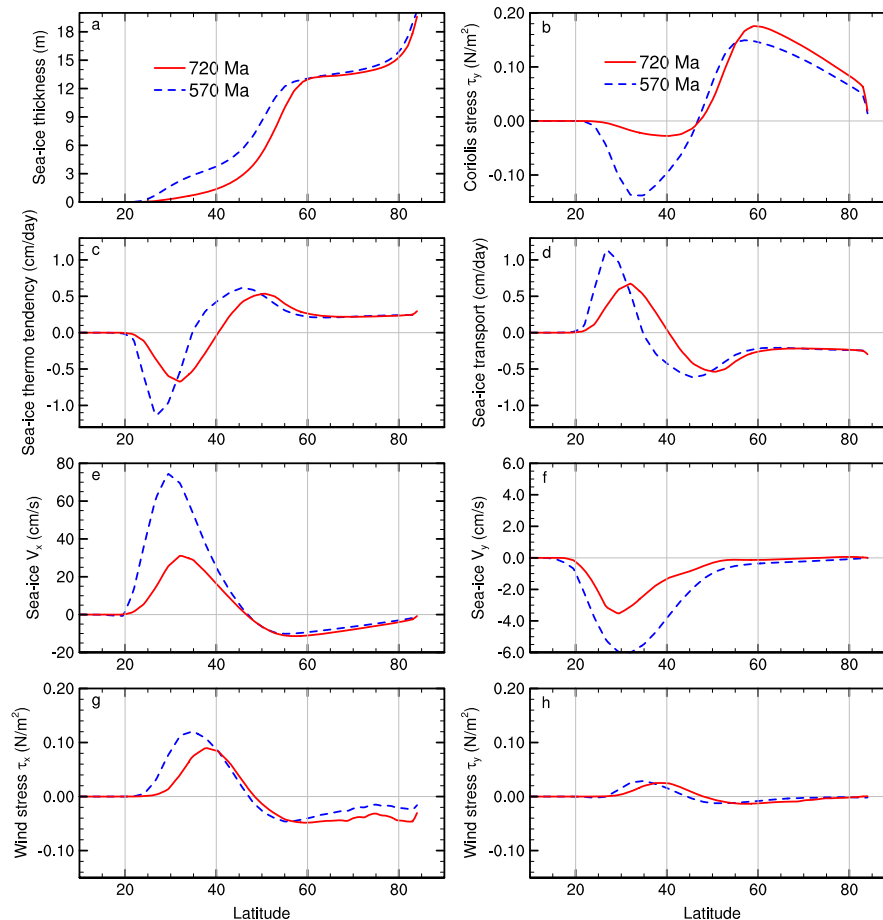 a
Sea-ice thickness (m)
18
15
12
9
6
3
0
720 Ma
570 Ma
20 40 60 80
b
Coriolis stress τy (N/m²)
0.20
0.10
0.00
-0.10
720 Ma
570 Ma
20 40 60 80
c
Sea-ice thermo tendency (cm/day)
1.0
0.5
0.0
-0.5
-1.0
20 40 60 80
d
Sea-ice transport (cm/day)
1.0
0.5
0.0
-0.5
-1.0
20 40 60 80
e
Sea-ice Vx (cm/s)
80
60
40
20
0
-20
20 40 60 80
f
Sea-ice Vy (cm/s)
6.0
4.0
2.0
0.0
-2.0
-4.0
6.0
20 40 60 80
g
Wind stress τx (N/m²)
0.20
0.10
0.00
-0.10
20 40 60 80
Latitude
h
Wind stress τy (N/m²)
0.20
0.10
0.00
-0.10
20 40 60 80
Latitude